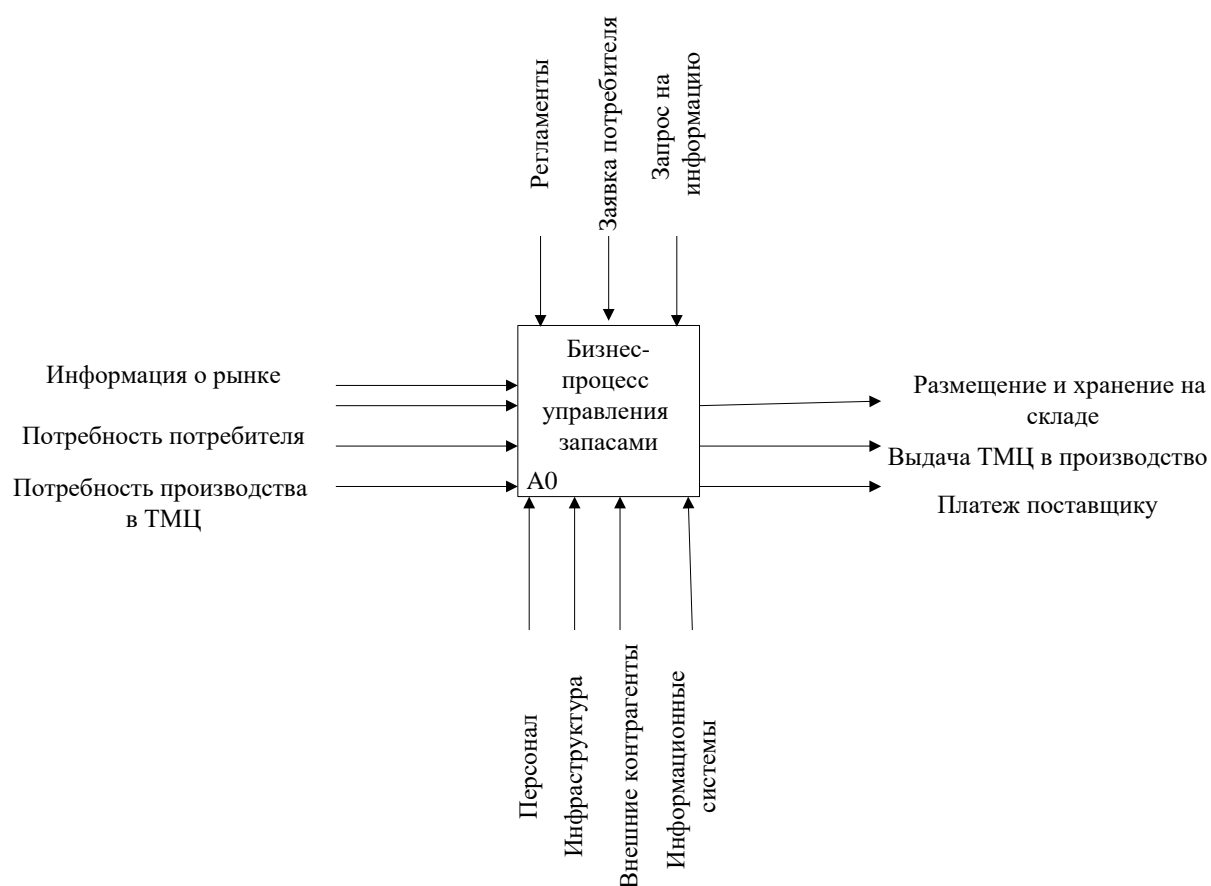 Регламенты
Заявка потребителя
Запрос на
информацию
Бизнес-
процесс
управления
запасами
A0
Информация о рынке
Потребность потребителя
Потребность производства
в ТМЦ
Размещение и хранение на
складе
Выдача ТМЦ в производство
Платеж поставщику
Персонал
Инфраструктура
Внешние контрагенты
Информационные
системы